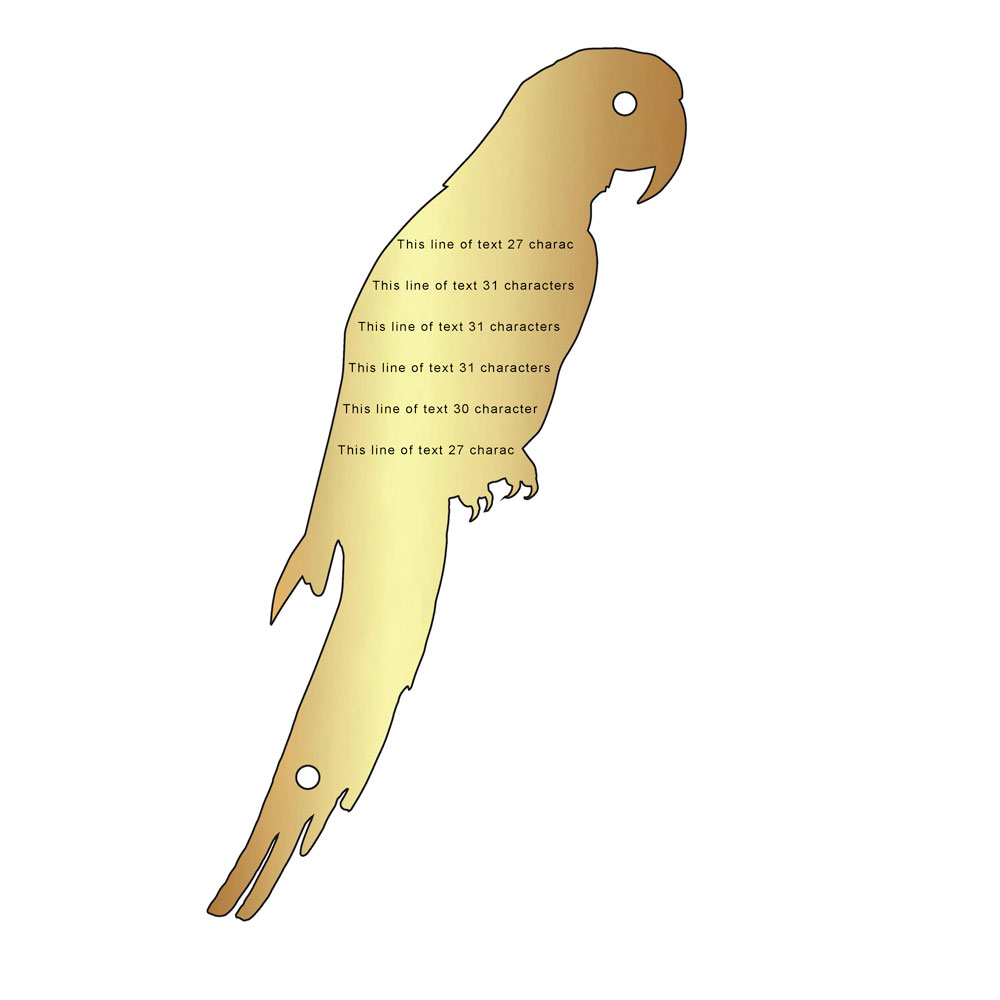 This line of text 27 charac
This line of text 31 characters
This line of text 31 characters
This line of text 31 characters
This line of text 30 character
This line of text 27 charac